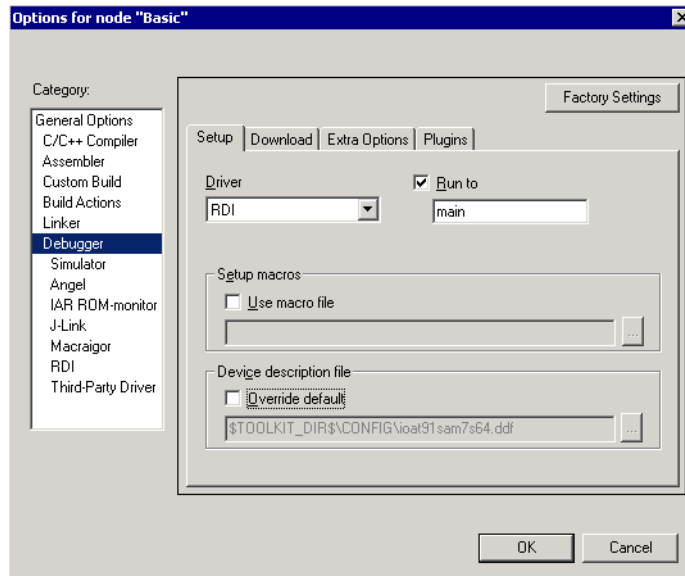 Options for node "Basic"
Category:
Factory Settings
General Options
C/C++ Compiler
Assembler
Custom Build
Build Actions
Linker
Debugger
Simulator
Angel
IAR ROM-monitor
J-Link
Macraigor
RDI
Third-Party Driver
Setup Download Extra Options Plugins
Driver Run to
RDI main
Setup macros
Use macro file
...
Device description file
Override default
$TOOLKIT_DIR$\CONFIG\ioat91sam7s64.ddf ...
OK Cancel